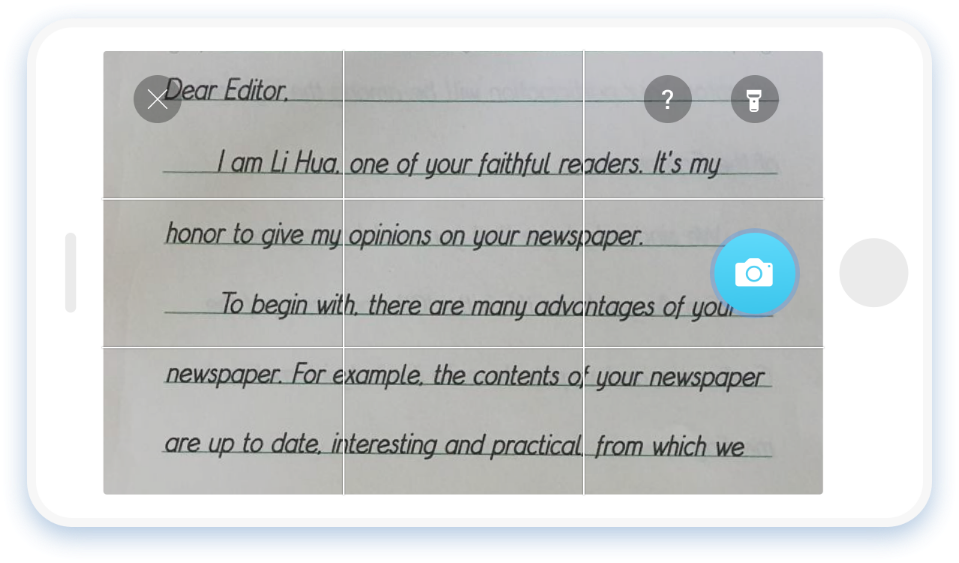 Dear Editor,
I am Li Hua, one of your faithful readers. It's my
honor to give my opinions on your newspaper.
To begin with, there are many advantages of your
newspaper. For example, the contents of your newspaper
are up to date, interesting and practical, from which we